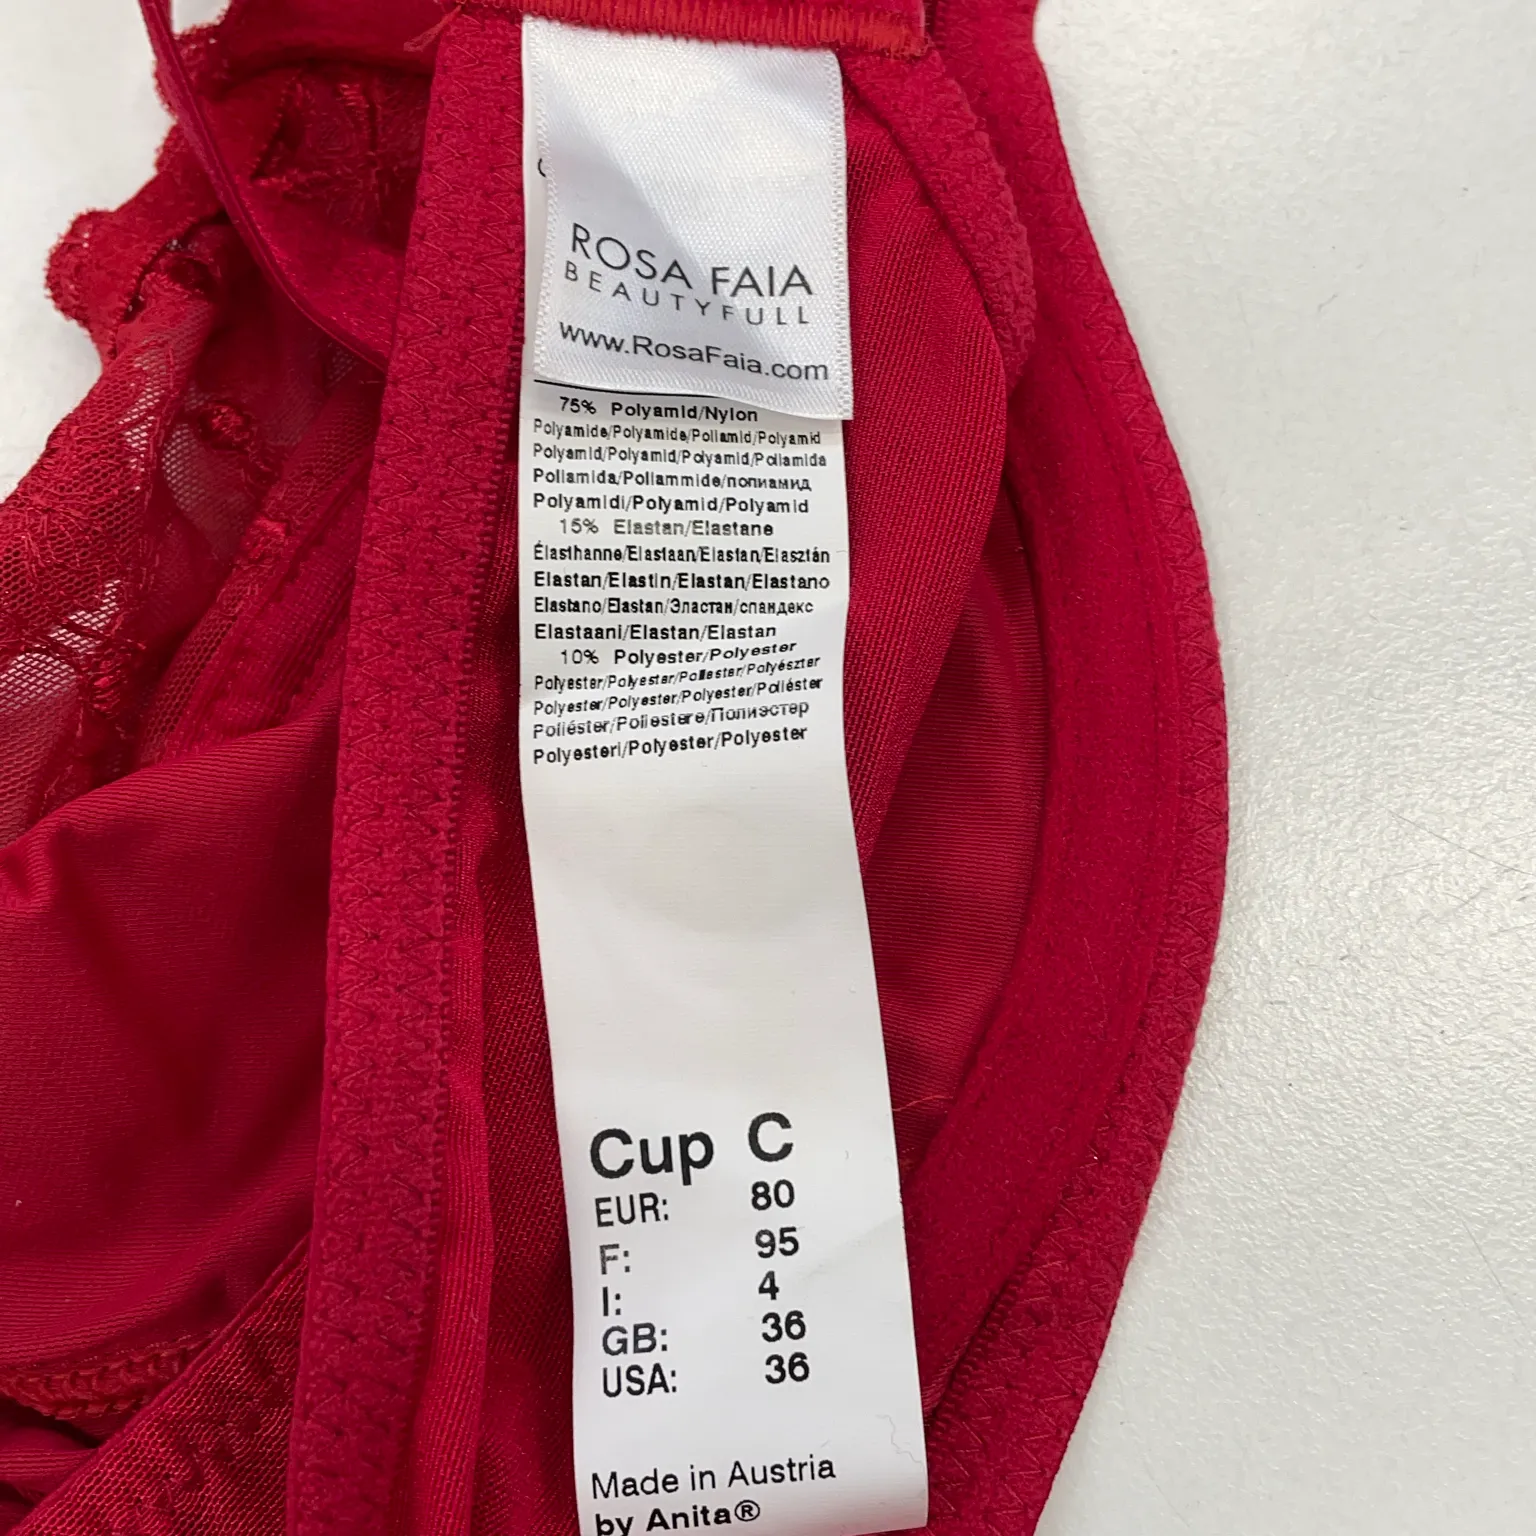 ROSA FAIA
BEAUTYFULL
www.RosaFaia.com
75% Polyamid/Nylon
Polyamide/Polyamide/Poliamid/Polyamid
Polyamid/Polyamid/Polyamid/Poliamida
Poliamida/Poliammide/полиамид
Polyamidi/Polyamid/Polyamid
15% Elastan/Elastane
Élasthanne/Elastaan/Elastan/Elasztán
Elastan/Elastin/Elastan/Elastano
Elastano/Elastan/Эластан/спандекс
Elastaani/Elastan/Elastan
10% Polyester/Polyester
Polyester/Polyester/Poliester/Polyészter
Polyester/Polyester/Polyester/Poliéster
Poliéster/Poliestere/Полиэстер
Polyesteri/Polyester/Polyester
Cup C
EUR: 80
F: 95
I: 4
GB: 36
USA: 36
Made in Austria
by Anita®